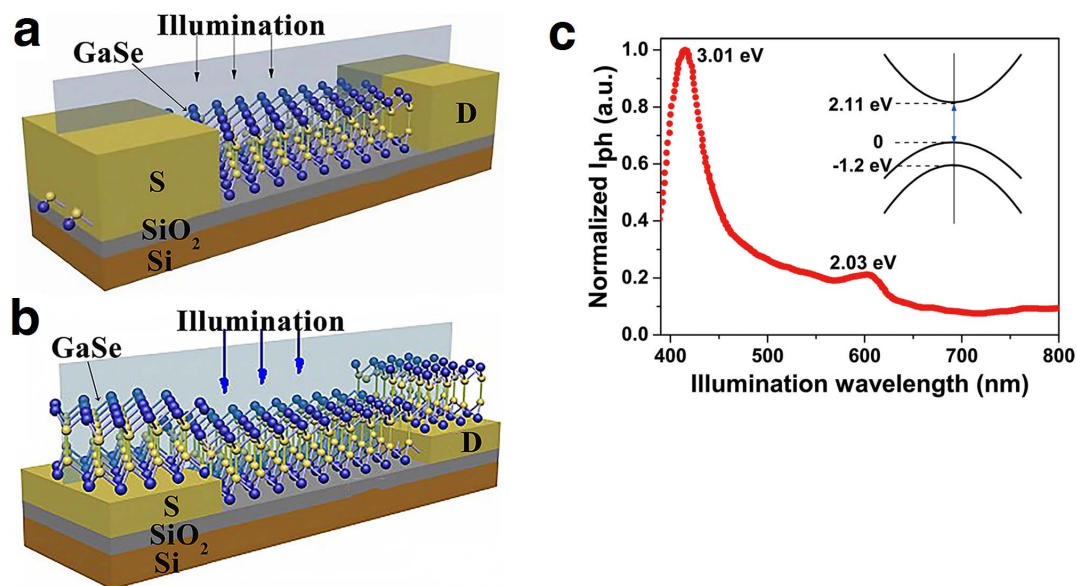 a
Illumination
GaSe
D
S
SiO₂
Si
b
Illumination
GaSe
D
S
SiO₂
Si
c
Normalized Iph (a.u.)
1.0
0.8
0.6
0.4
0.2
0.0
3.01 eV
2.03 eV
2.11 eV
0
-1.2 eV
400 500 600 700 800
Illumination wavelength (nm)